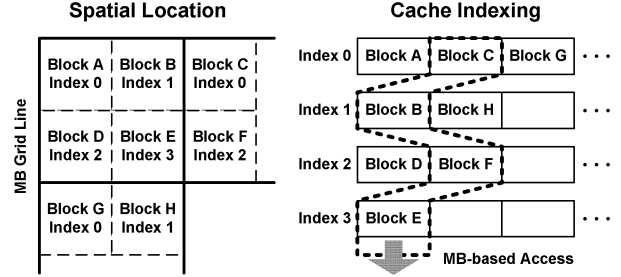 Spatial Location
MB Grid Line
Block A Block B Block C
Index 0 Index 1 Index 0
Block D Block E Block F
Index 2 Index 3 Index 2
Block G Block H
Index 0 Index 1
Cache Indexing
Index 0 Block A Block C Block G ···
Index 1 Block B Block H ···
Index 2 Block D Block F ···
Index 3 Block E ···
MB-based Access